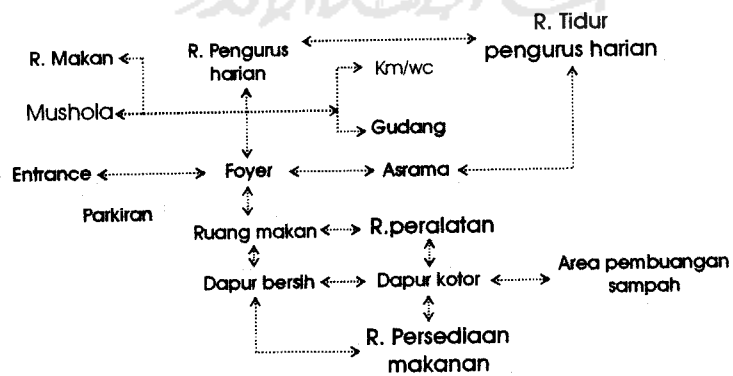 R. Tidur
pengurus harian
R. Makan
R. Pengurus
harian
Km/wc
Mushola
Gudang
Entrance
Foyer
Asrama
Parkiran
Ruang makan
R.peralatan
Dapur bersih
Dapur kotor
Area pembuangan
sampah
R. Persediaan
makanan